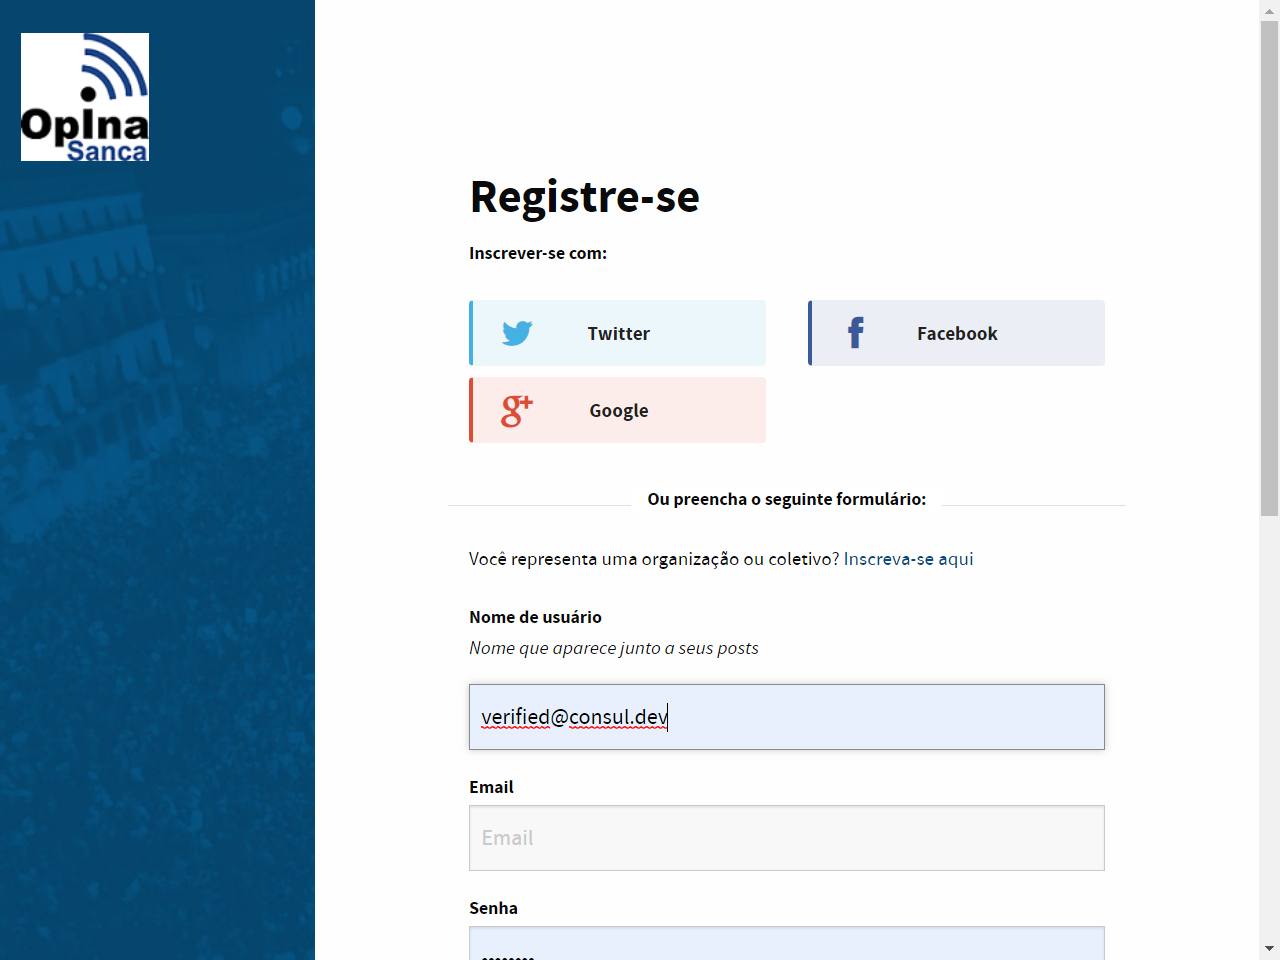 OpIna
Sanca
Registre-se
Inscrever-se com:
Twitter
Facebook
Google
Ou preencha o seguinte formulário:
Você representa uma organização ou coletivo? Inscreva-se aqui
Nome de usuário
Nome que aparece junto a seus posts
verified@consul.dev
Email
Email
Senha